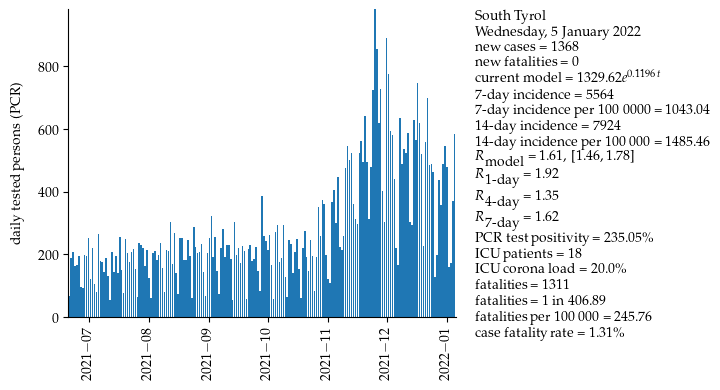 South Tyrol
Wednesday, 5 January 2022
new cases = 1368
new fatalities = 0
current model = 1329.62e^0.1196 t
7-day incidence = 5564
7-day incidence per 100 0000 = 1043.04
14-day incidence = 7924
14-day incidence per 100 000 = 1485.46
R_model = 1.61, [1.46, 1.78]
R_1-day = 1.92
R_4-day = 1.35
R_7-day = 1.62
PCR test positivity = 235.05%
ICU patients = 18
ICU corona load = 20.0%
fatalities = 1311
fatalities = 1 in 406.89
fatalities per 100 000 = 245.76
case fatality rate = 1.31%
daily tested persons (PCR)
800
600
400
200
0
2021−07
2021−08
2021−09
2021−10
2021−11
2021−12
2022−01